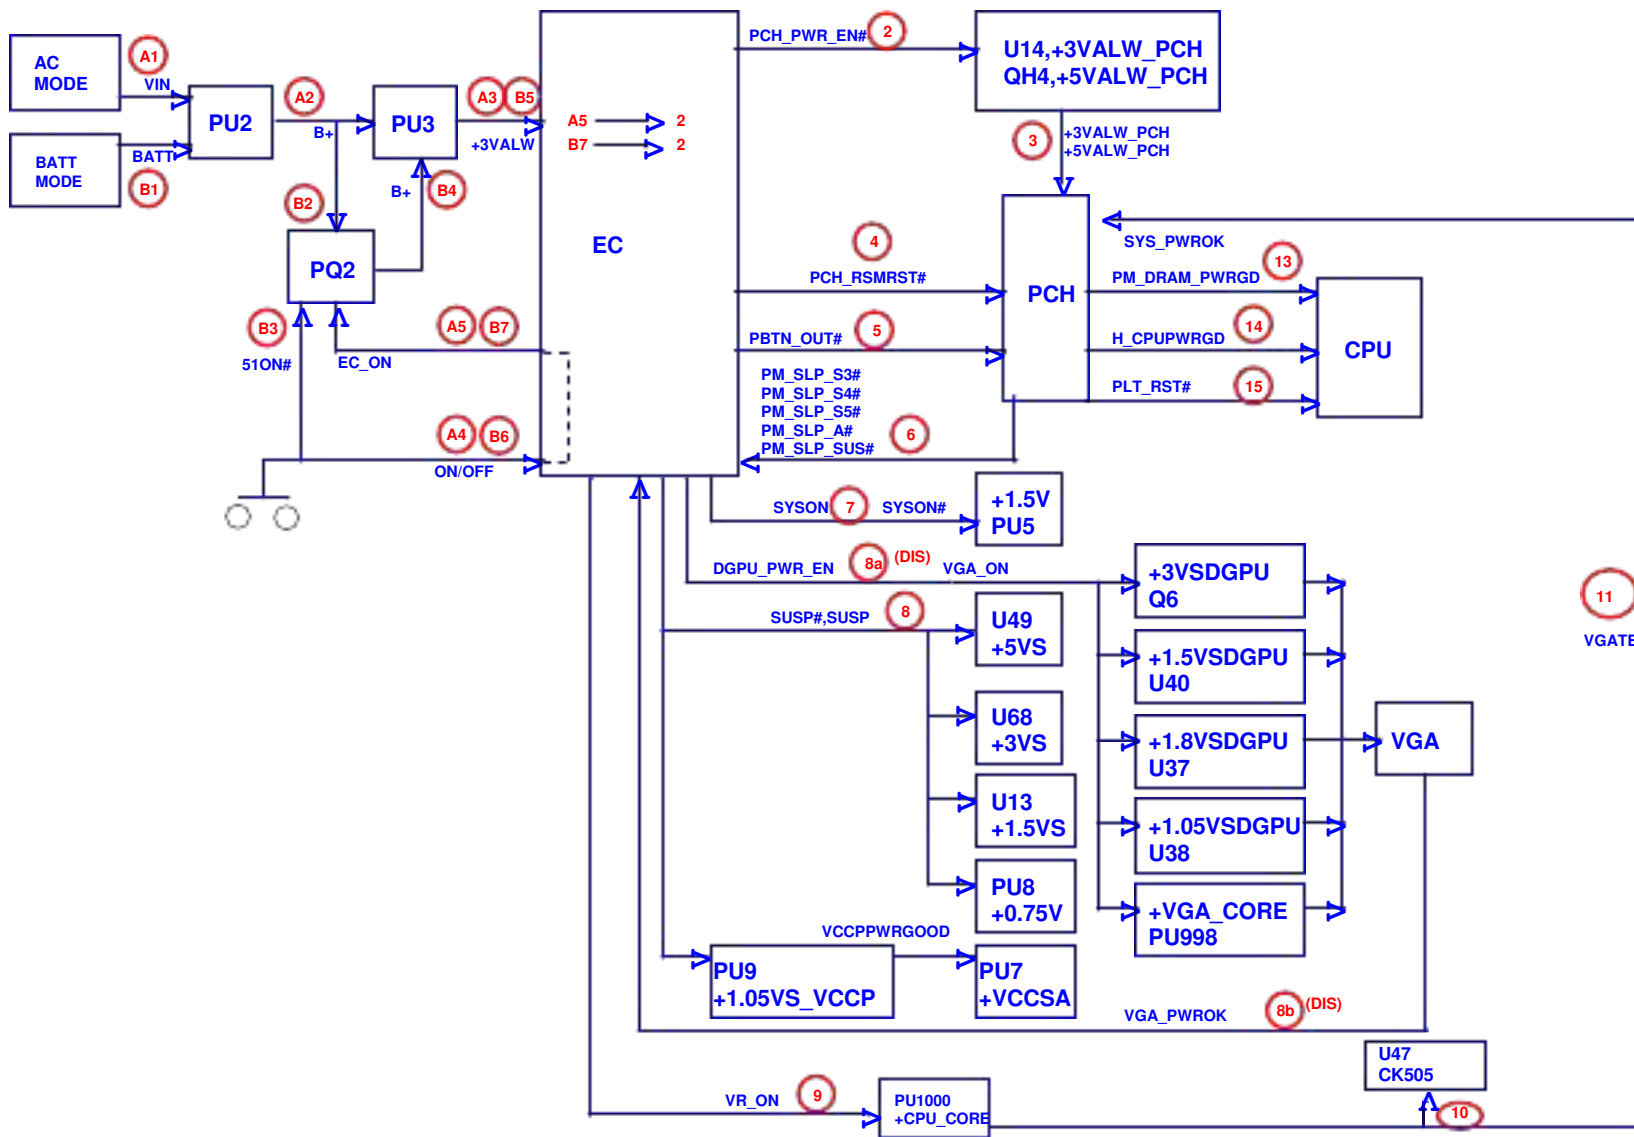 AC
MODE
A1
VIN
BATT
MODE
BATT
B1
PU2
A2
B+
PU3
A3
B5
+3VALW
B2
B+
B4
PQ2
B3
51ON#
EC_ON
A5
B7
A4
B6
ON/OFF
A5
2
B7
2
EC
PCH_PWR_EN#
2
U14,+3VALW_PCH
QH4,+5VALW_PCH
3
+3VALW_PCH
+5VALW_PCH
4
PCH_RSMRST#
PCH
SYS_PWROK
PM_DRAM_PWRGD
13
5
PBTN_OUT#
H_CPUPWRGD
14
CPU
PLT_RST#
15
PM_SLP_S3#
PM_SLP_S4#
PM_SLP_S5#
PM_SLP_A#
PM_SLP_SUS#
6
SYSON
7
SYSON#
+1.5V
PU5
DGPU_PWR_EN
8a
(DIS)
VGA_ON
+3VSDGPU
Q6
11
VGATE
SUSP#,SUSP
8
U49
+5VS
+1.5VSDGPU
U40
U68
+3VS
+1.8VSDGPU
U37
VGA
U13
+1.5VS
+1.05VSDGPU
U38
PU8
+0.75V
+VGA_CORE
PU998
VCCPPWRGOOD
PU9
+1.05VS_VCCP
PU7
+VCCSA
VGA_PWROK
8b
(DIS)
U47
CK505
VR_ON
9
PU1000
+CPU_CORE
10